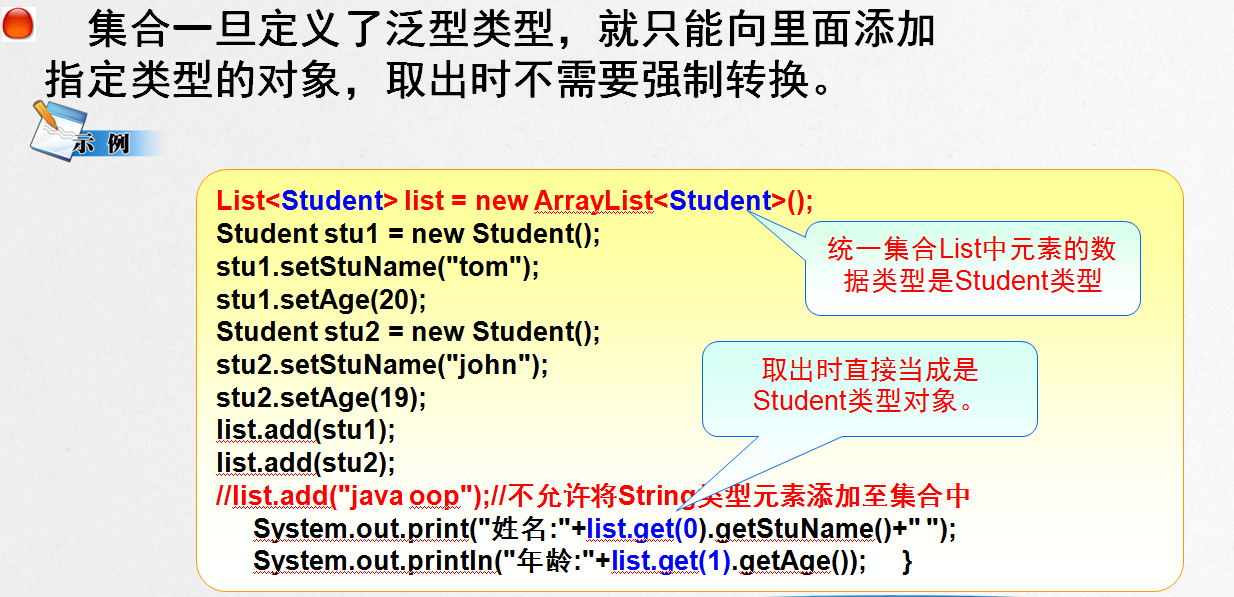 集合一旦定义了泛型类型，就只能向里面添加
指定类型的对象，取出时不需要强制转换。
示 例
List<Student> list = new ArrayList<Student>();
Student stu1 = new Student();
stu1.setStuName("tom");
stu1.setAge(20);
Student stu2 = new Student();
stu2.setStuName("john");
stu2.setAge(19);
list.add(stu1);
list.add(stu2);
//list.add("java oop");//不允许将String类型元素添加至集合中
System.out.print("姓名:"+list.get(0).getStuName()+" ");
System.out.println("年龄:"+list.get(1).getAge()); }
统一集合List中元素的数
据类型是Student类型
取出时直接当成是
Student类型对象。